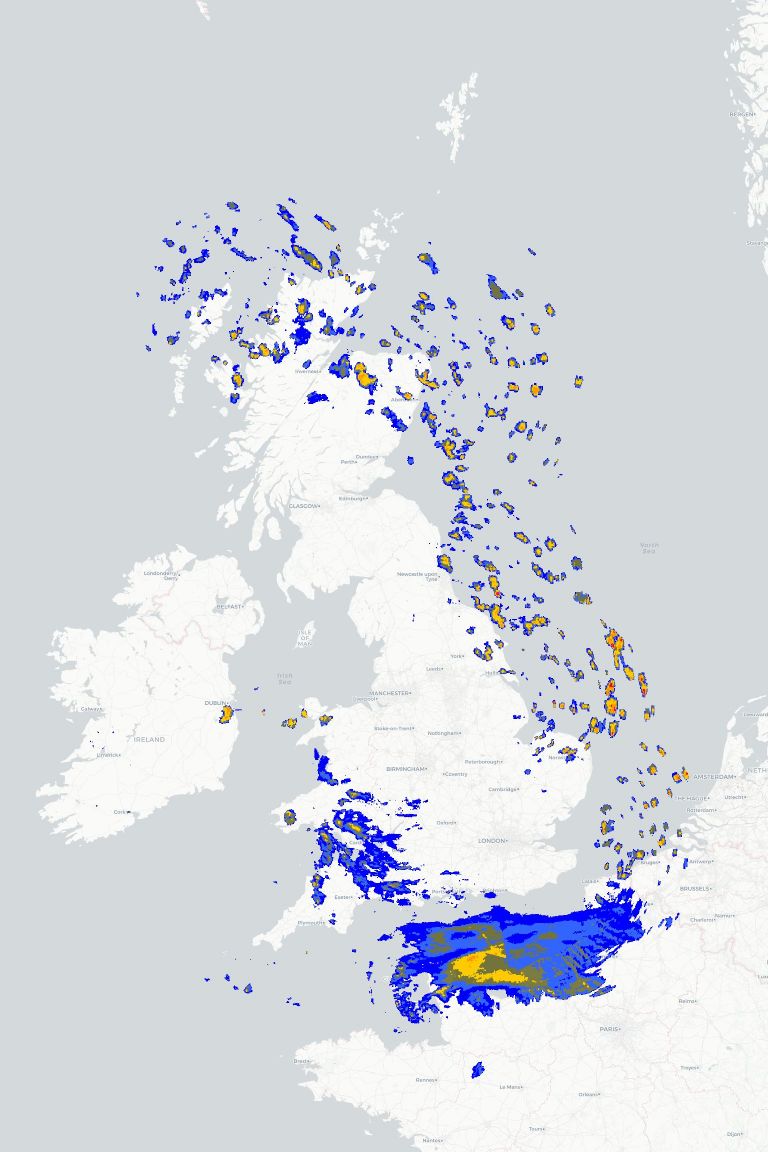 BERGEN
Inverness
Aberdeen
Dundee
Perth
Edinburgh
GLASGOW
North
Sea
Londonderry/
Derry
BELFAST
Newcastle upon
Tyne
ISLE
OF
MAN
York
Leeds
Hull
Irish
Sea
MANCHESTER
Liverpool
DUBLIN
Galway
IRELAND
Limerick
Stoke-on-Trent
Nottingham
Norwich
Peterborough
BIRMINGHAM
Coventry
AMSTERDAM
THE HAGUE
Utrecht
Rotterdam
Cambridge
Cork
Oxford
LONDON
Bruges
Antwerp
Calais
BRUSSELS
Exeter
Plymouth
Namur
Charleroi
Reims
PARIS
Brest
Rennes
Le Mans
Troyes
Orléans
Tours
Nantes
Dijon